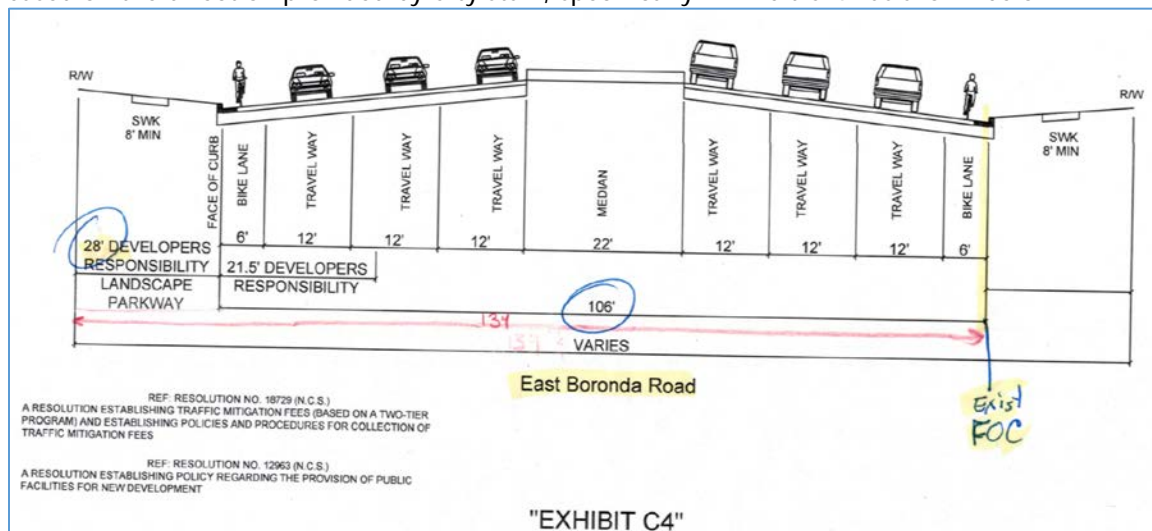 R/W
SWK
8' MIN
FACE OF CURB
BIKE LANE
TRAVEL WAY
TRAVEL WAY
TRAVEL WAY
MEDIAN
TRAVEL WAY
TRAVEL WAY
TRAVEL WAY
BIKE LANE
SWK
8' MIN
R/W
6'
12'
12'
12'
22'
12'
12'
12'
6'
28' DEVELOPERS
RESPONSIBILITY
21.5' DEVELOPERS
RESPONSIBILITY
LANDSCAPE
PARKWAY
106'
134
VARIES
East Boronda Road
Exist
FOC
REF: RESOLUTION NO. 18729 (N.C.S.)
A RESOLUTION ESTABLISHING TRAFFIC MITIGATION FEES (BASED ON A TWO-TIER
PROGRAM) AND ESTABLISHING POLICIES AND PROCEDURES FOR COLLECTION OF
TRAFFIC MITIGATION FEES
REF: RESOLUTION NO. 12963 (N.C.S.)
A RESOLUTION ESTABLISHING POLICY REGARDING THE PROVISION OF PUBLIC
FACILITIES FOR NEW DEVELOPMENT
"EXHIBIT C4"